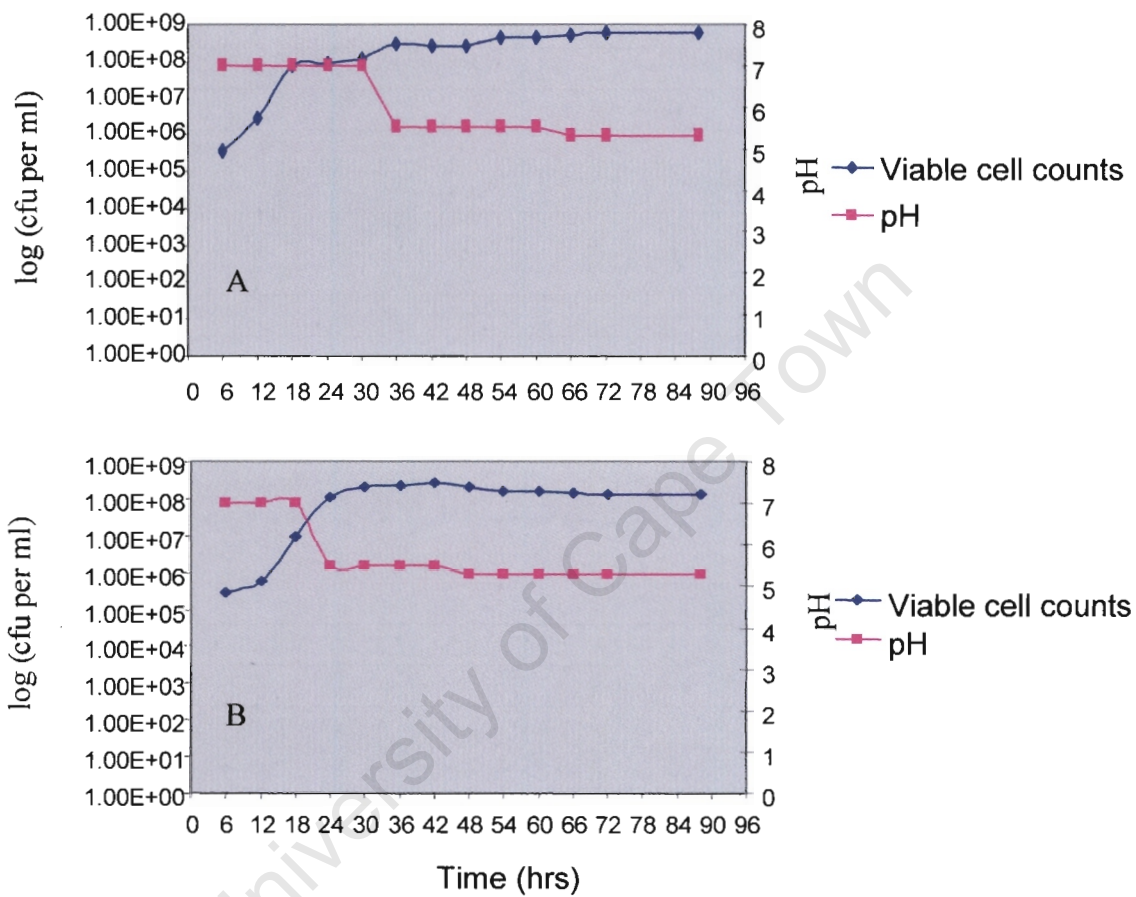 1.00E+09
1.00E+08
1.00E+07
1.00E+06
1.00E+05
1.00E+04
1.00E+03
1.00E+02
1.00E+01
1.00E+00
log (cfu per ml)
A
8
7
6
5
4
3
2
1
0
pH
Viable cell counts
pH
0 6 12 18 24 30 36 42 48 54 60 66 72 78 84 90 96
1.00E+09
1.00E+08
1.00E+07
1.00E+06
1.00E+05
1.00E+04
1.00E+03
1.00E+02
1.00E+01
1.00E+00
log (cfu per ml)
B
8
7
6
5
4
3
2
1
0
pH
Viable cell counts
pH
0 6 12 18 24 30 36 42 48 54 60 66 72 78 84 90 96
Time (hrs)
University of Cape Town